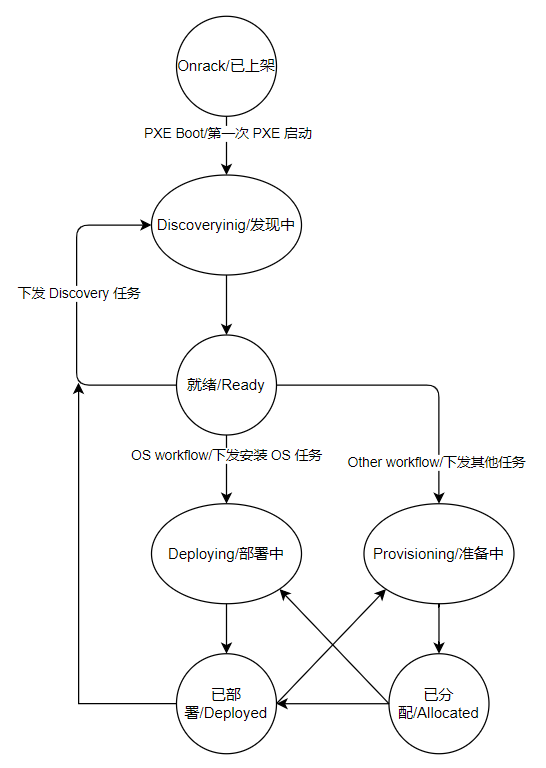 Onrack/已上架
PXE Boot/第一次 PXE 启动
Discoveryinig/发现中
下发 Discovery 任务
就绪/Ready
OS workflow/下发安装 OS 任务
Other workflow/下发其他任务
Deploying/部署中
Provisioning/准备中
已部
署/Deployed
已分
配/Allocated